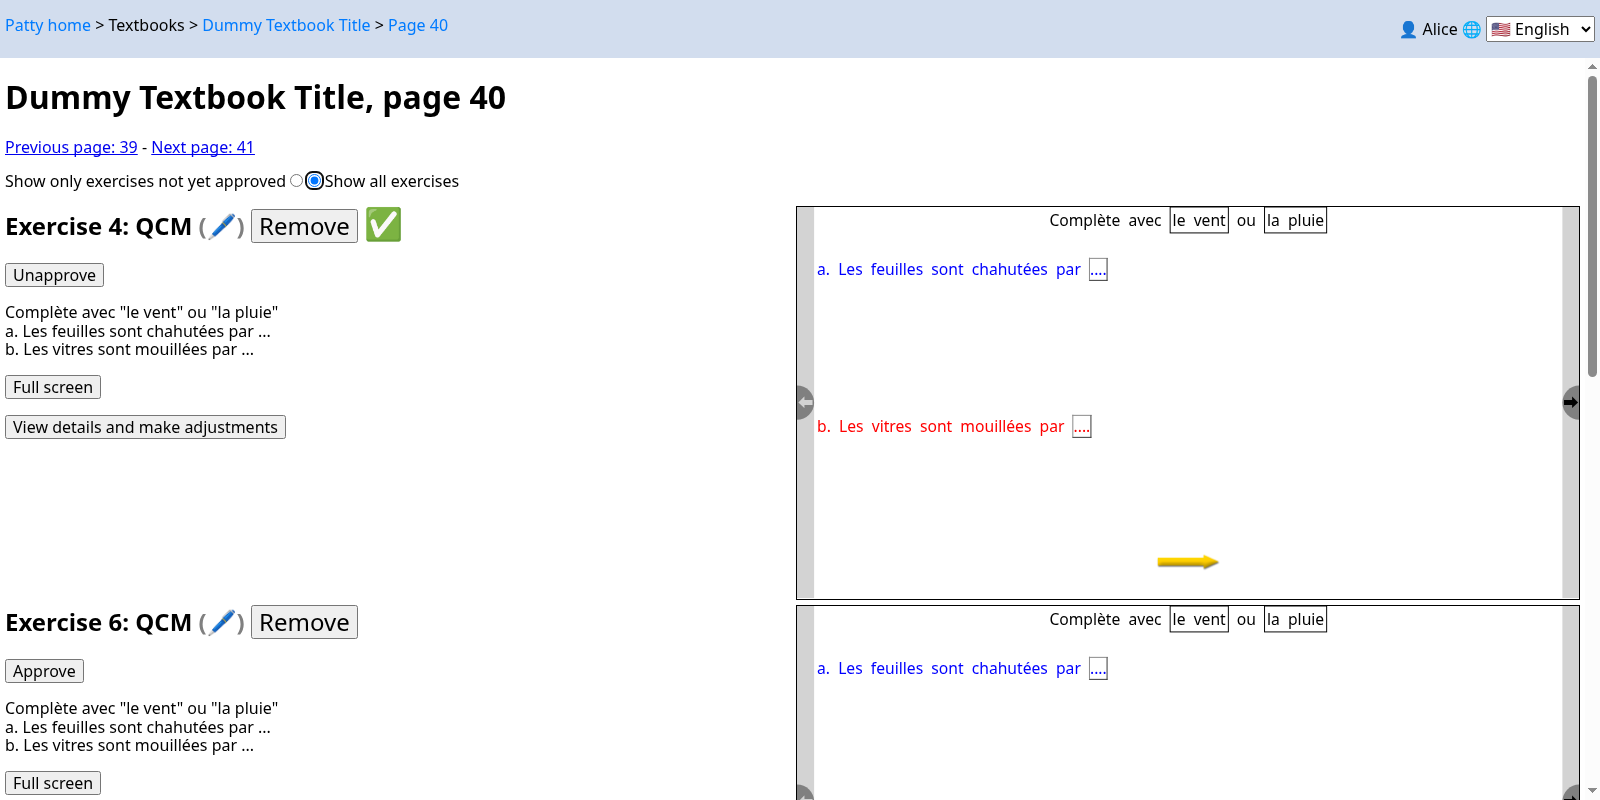 Patty home > Textbooks > Dummy Textbook Title > Page 40
Alice
English
Dummy Textbook Title, page 40
Previous page: 39 - Next page: 41
Show only exercises not yet approved Show all exercises
Exercise 4: QCM ( ) Remove
Unapprove
Complète avec "le vent" ou "la pluie"
a. Les feuilles sont chahutées par ...
b. Les vitres sont mouillées par ...
Full screen
View details and make adjustments
Complète avec le vent ou la pluie
a. Les feuilles sont chahutées par ....
b. Les vitres sont mouillées par ....
Exercise 6: QCM ( ) Remove
Approve
Complète avec "le vent" ou "la pluie"
a. Les feuilles sont chahutées par ...
b. Les vitres sont mouillées par ...
Full screen
Complète avec le vent ou la pluie
a. Les feuilles sont chahutées par ....